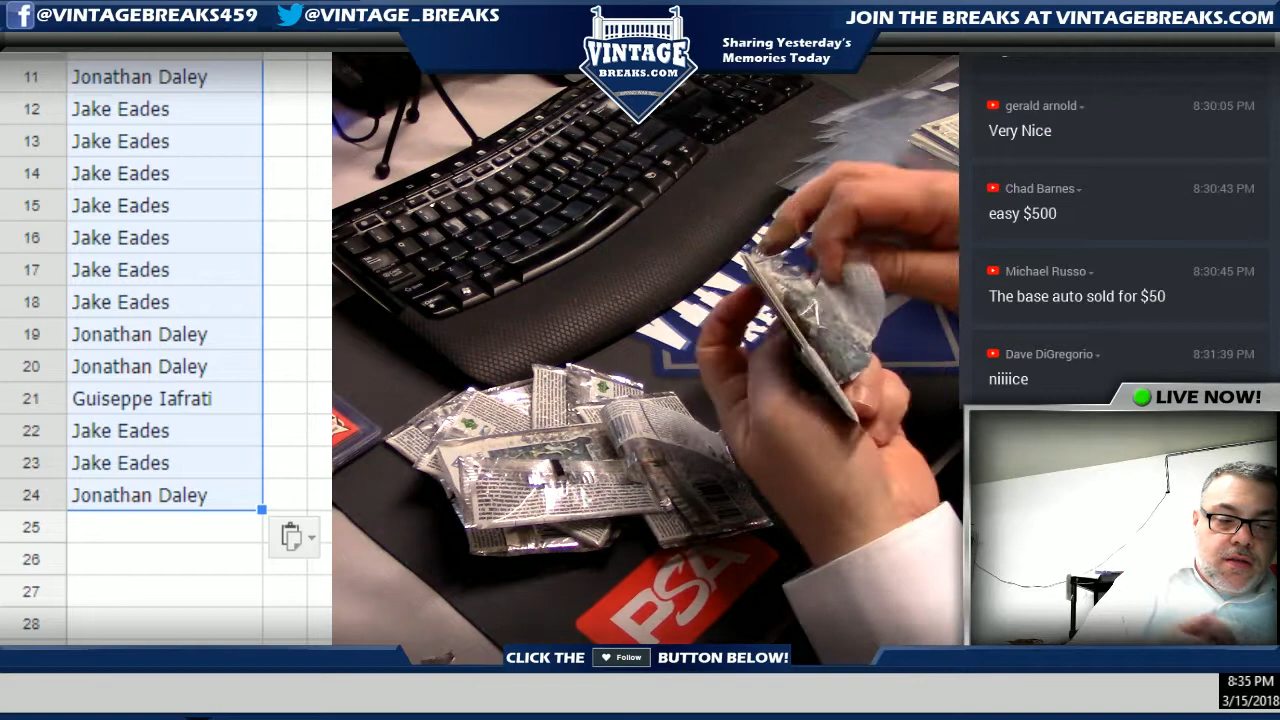 @VINTAGEBREAKS459
@VINTAGE_BREAKS
JOIN THE BREAKS AT VINTAGEBREAKS.COM
VINTAGE
BREAKS.COM
Sharing Yesterday's
Memories Today
11 Jonathan Daley
12 Jake Eades
13 Jake Eades
14 Jake Eades
15 Jake Eades
16 Jake Eades
17 Jake Eades
18 Jake Eades
19 Jonathan Daley
20 Jonathan Daley
21 Guiseppe Iafrati
22 Jake Eades
23 Jake Eades
24 Jonathan Daley
25
26
27
28
gerald arnold 8:30:05 PM
Very Nice
Chad Barnes 8:30:43 PM
easy $500
Michael Russo 8:30:45 PM
The base auto sold for $50
Dave DiGregorio 8:31:39 PM
niiiice
LIVE NOW!
PSA
CLICK THE Follow BUTTON BELOW!
8:35 PM
3/15/2018